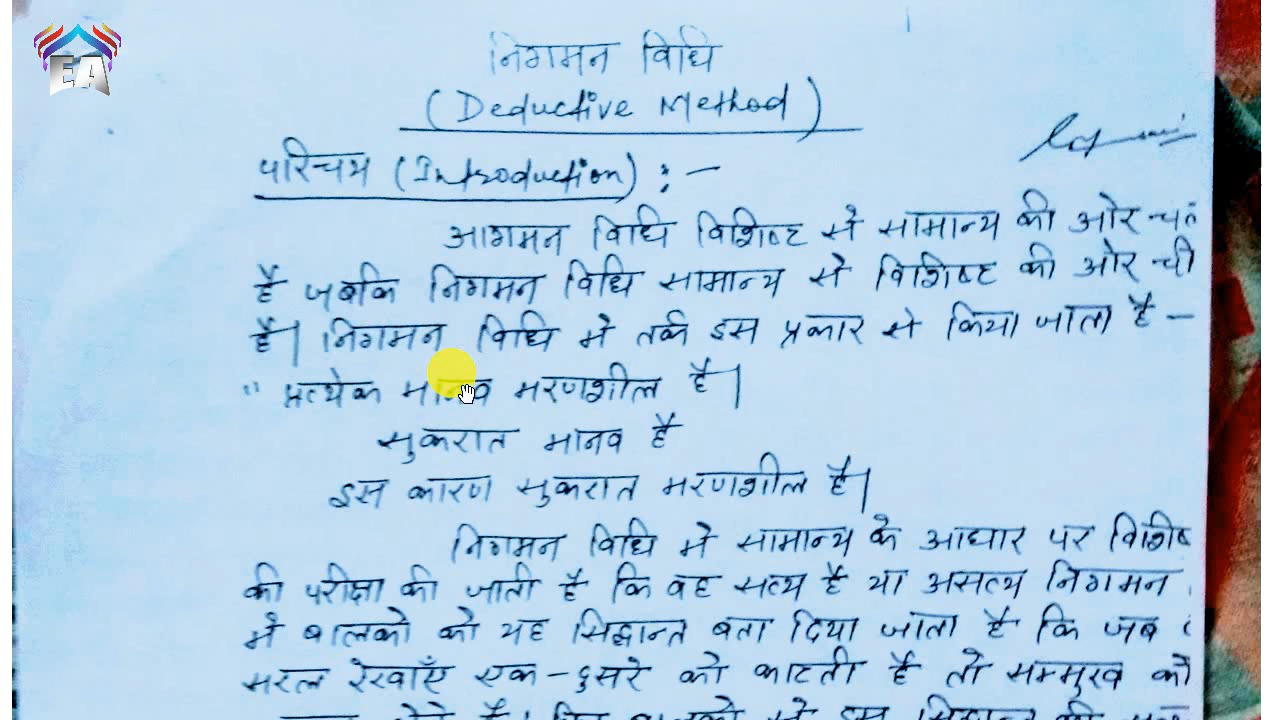 EA
निगमन विधि
(Deductive Method)
परिचय (Introduction) : -
आगमन विधि विशिष्ट से सामान्य की ओर
है जबकि निगमन विधि सामान्य से विशिष्ट की ओर
है। निगमन विधि में तर्क इस प्रकार से किया जाता है -
" प्रत्येक मानव मरणशील है।
सुकरात मानव है
इस कारण सुकरात मरणशील है।
निगमन विधि मे सामान्य के आधार पर
की परीक्षा की जाती है कि वह सत्य है या असत्य निगमन
मे बालको को यह सिद्धान्त बता दिया जाता है कि जब
सरल रेखाएँ एक-दुसरे को काटती है तो सम्मुख